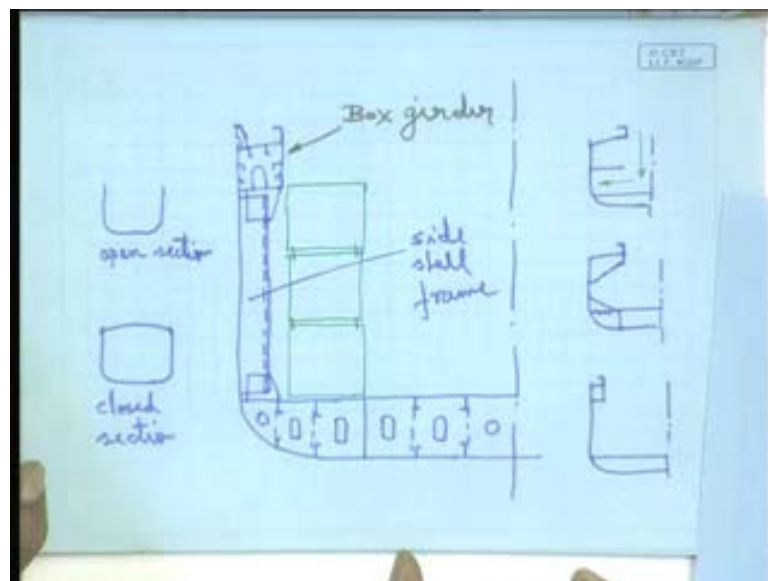 Box girder
open section
side
shell
frame
closed
section